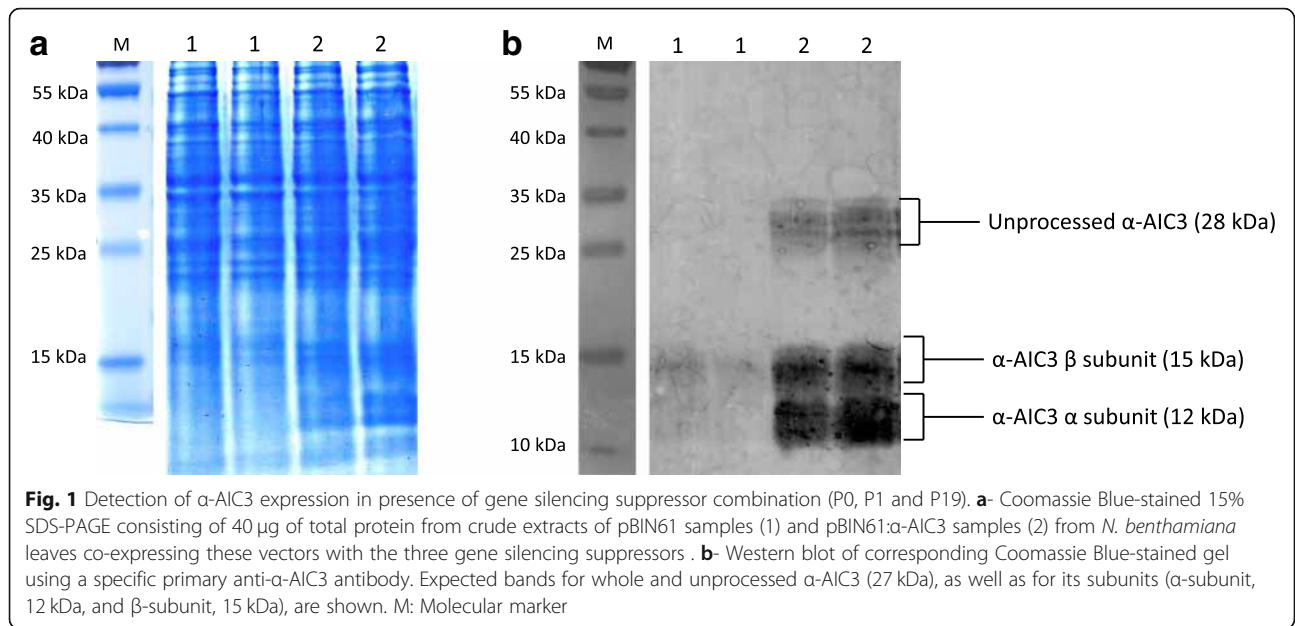 a M 1 1 2 2
55 kDa
40 kDa
35 kDa
25 kDa
15 kDa
b M 1 1 2 2
55 kDa
40 kDa
35 kDa
25 kDa
15 kDa
10 kDa
Unprocessed α-AIC3 (28 kDa)
α-AIC3 β subunit (15 kDa)
α-AIC3 α subunit (12 kDa)
Fig. 1 Detection of α-AIC3 expression in presence of gene silencing suppressor combination (P0, P1 and P19). a- Coomassie Blue-stained 15%
SDS-PAGE consisting of 40 μg of total protein from crude extracts of pBIN61 samples (1) and pBIN61:α-AIC3 samples (2) from N. benthamiana
leaves co-expressing these vectors with the three gene silencing suppressors . b- Western blot of corresponding Coomassie Blue-stained gel
using a specific primary anti-α-AIC3 antibody. Expected bands for whole and unprocessed α-AIC3 (27 kDa), as well as for its subunits (α-subunit,
12 kDa, and β-subunit, 15 kDa), are shown. M: Molecular marker